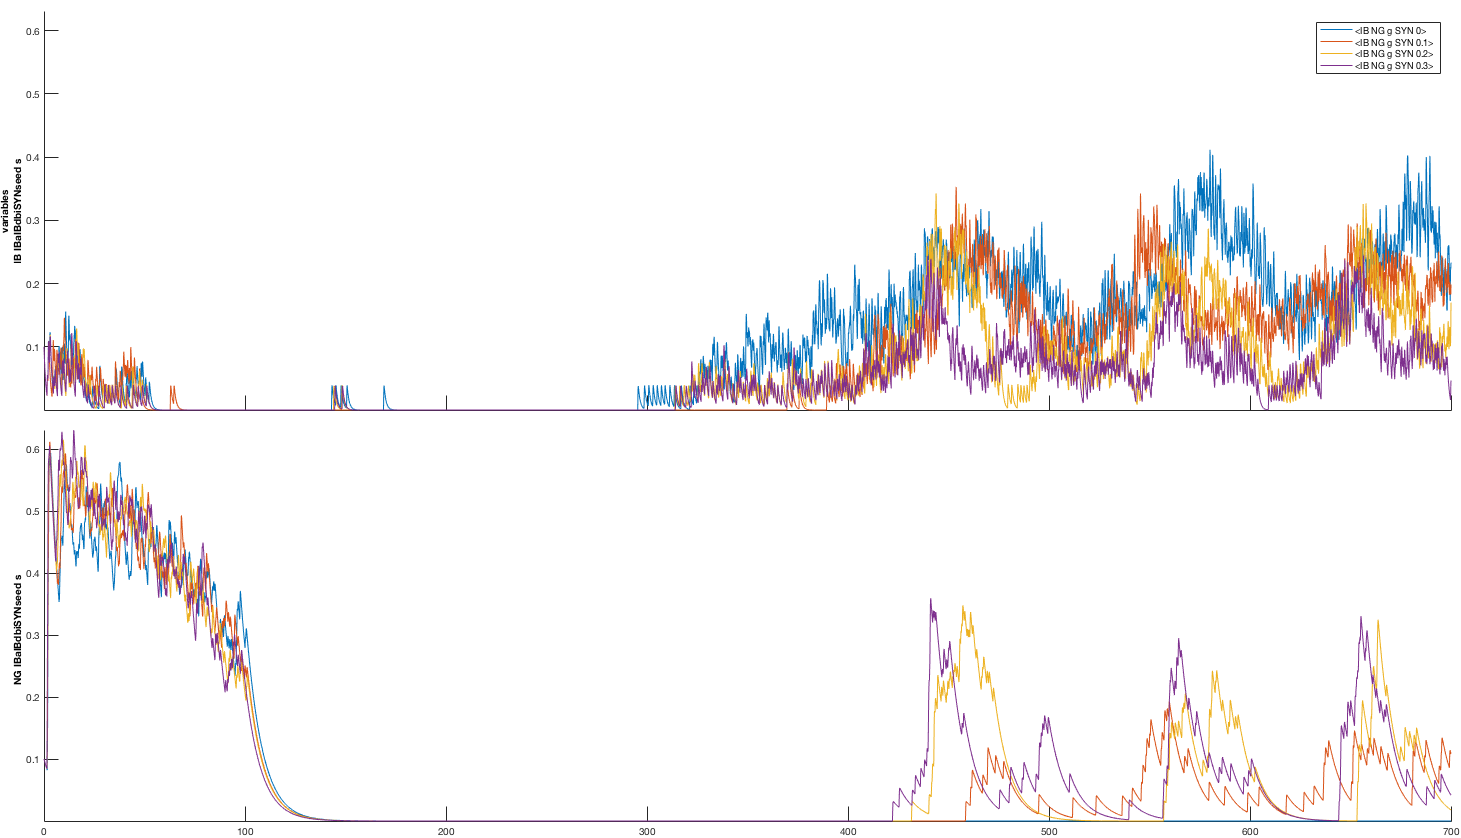 0.6
<IB NG g SYN 0>
<IB NG g SYN 0.1>
<IB NG g SYN 0.2>
<IB NG g SYN 0.3>
0.5
0.4
0.3
0.2
0.1
variables
IB IBaIBdbiSYNseed s
0.6
0.5
0.4
0.3
0.2
0.1
NG IBaIBdbiSYNseed s
0 100 200 300 400 500 600 700